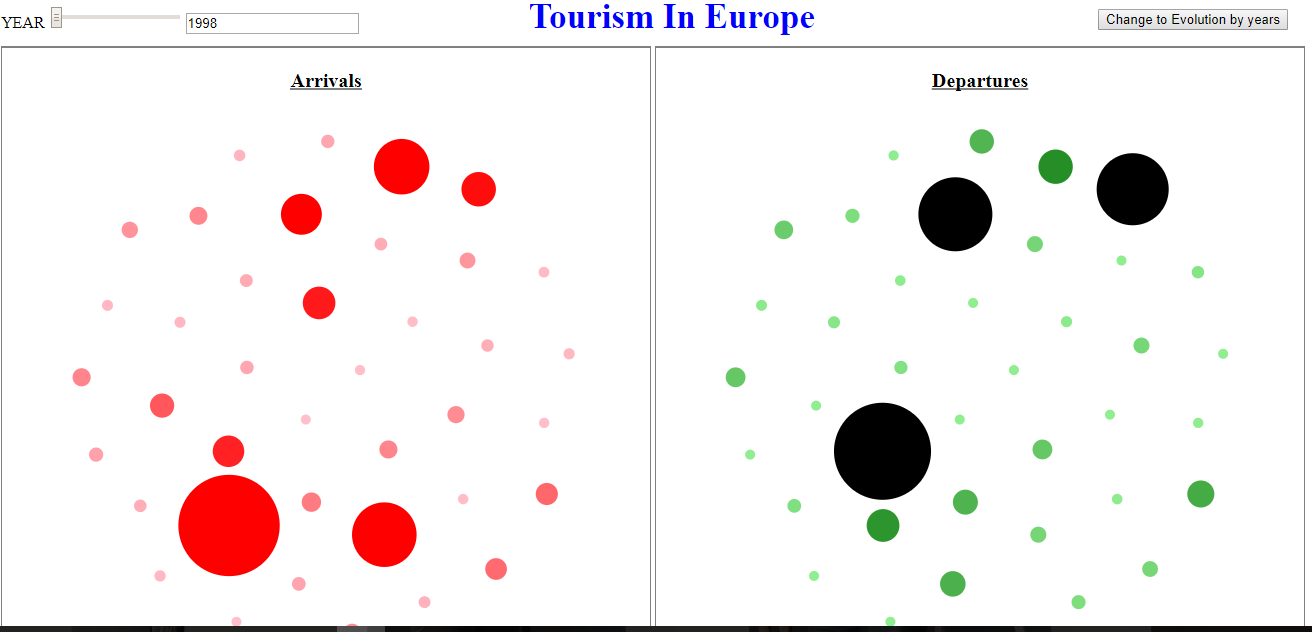 YEAR 1998
Tourism In Europe
Change to Evolution by years
Arrivals
Departures